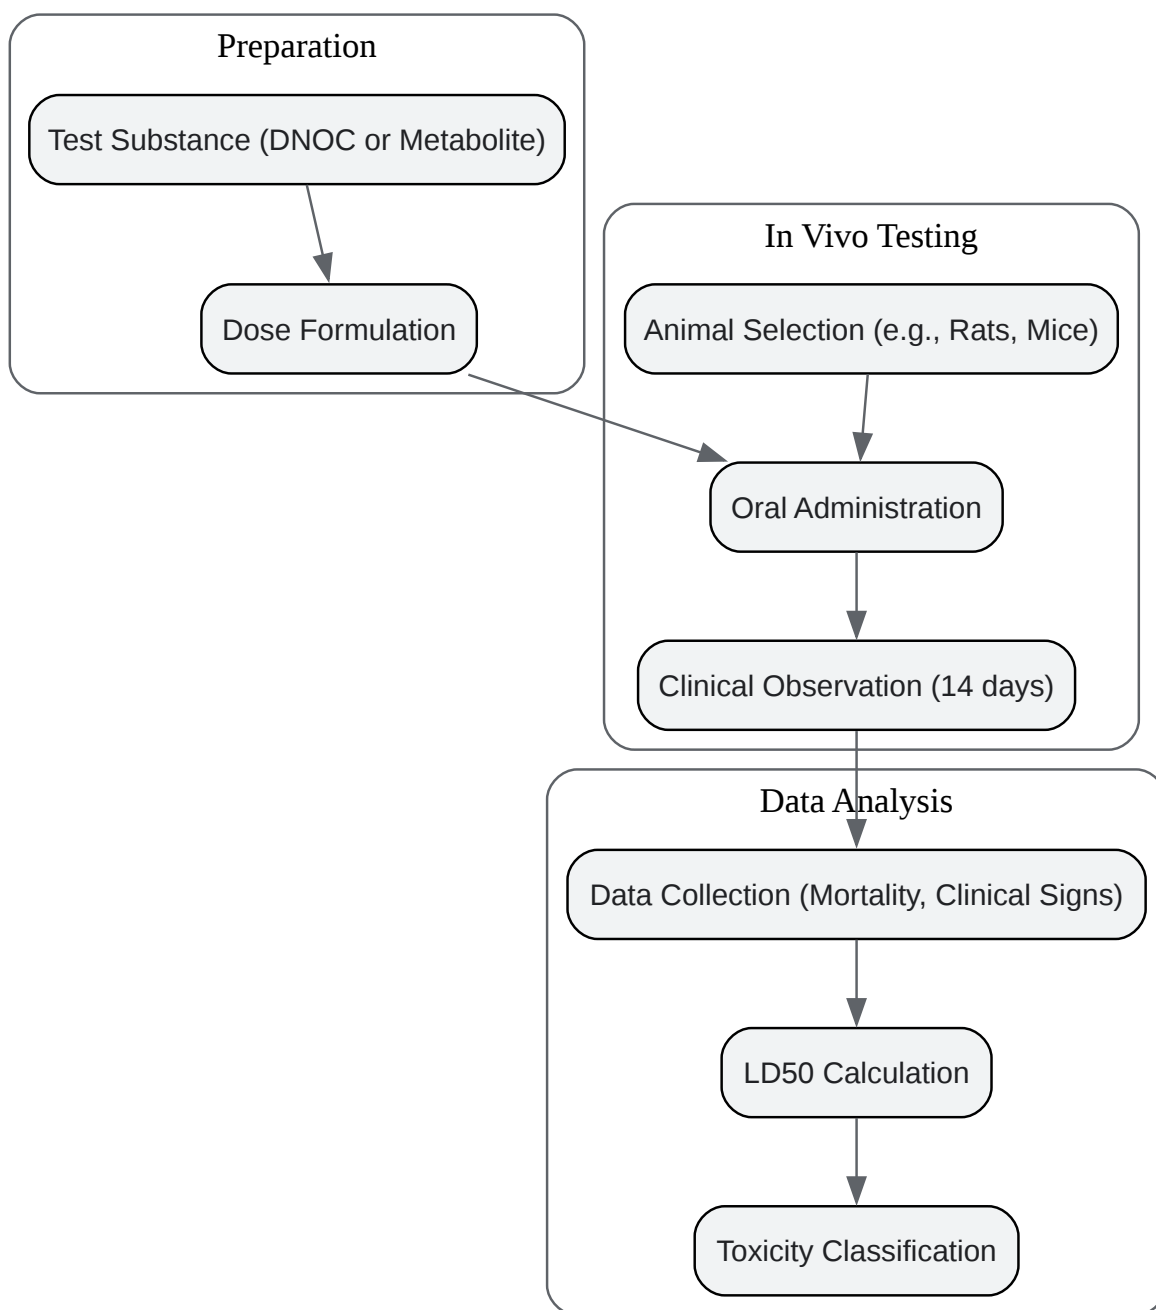 Preparation
Test Substance (DNOC or Metabolite)
Dose Formulation
In Vivo Testing
Animal Selection (e.g., Rats, Mice)
Oral Administration
Clinical Observation (14 days)
Data Analysis
Data Collection (Mortality, Clinical Signs)
LD50 Calculation
Toxicity Classification